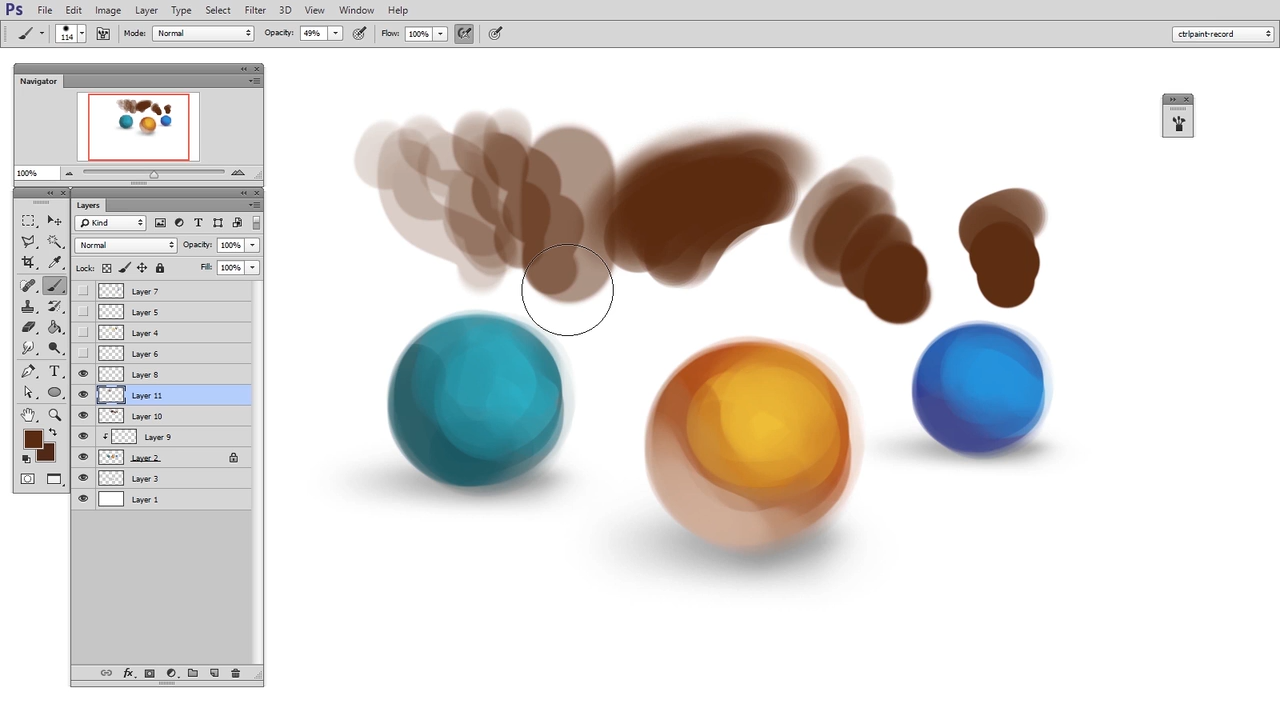 Ps File Edit Image Layer Type Select Filter 3D View Window Help
114 Mode: Normal Opacity: 49% Flow: 100% ctrlpaint-record
Navigator
100%
Layers
Kind
Normal Opacity: 100%
Lock: Fill: 100%
Layer 7
Layer 5
Layer 4
Layer 6
Layer 8
Layer 11
Layer 10
Layer 9
Layer 2
Layer 3
Layer 1
fx